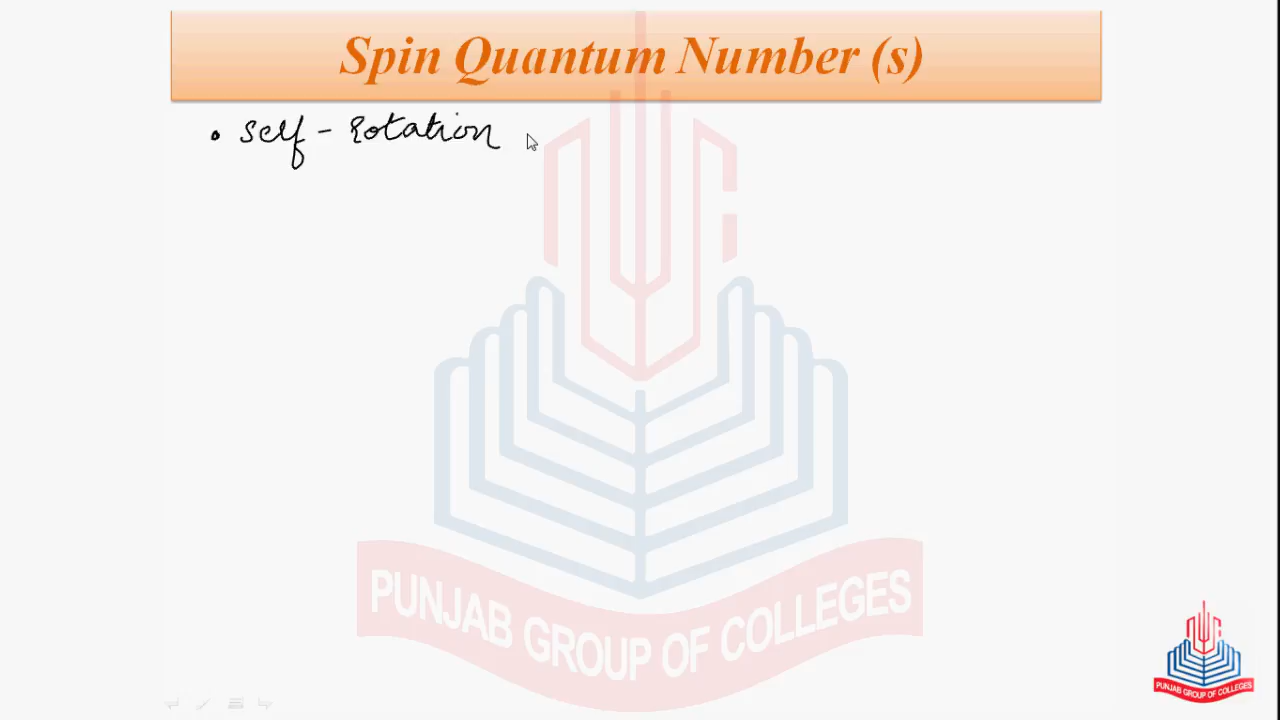 Spin Quantum Number (s)
• Self - Rotation
PUNJAB GROUP OF COLLEGES
PUNJAB GROUP OF COLLEGES